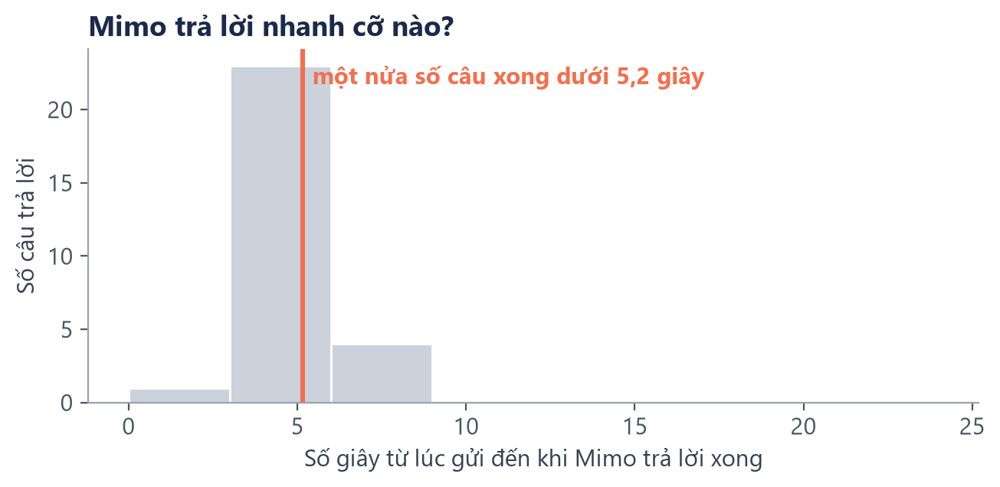 Mimo trả lời nhanh cỡ nào?
một nửa số câu xong dưới 5,2 giây
Số câu trả lời
20
15
10
5
0
0 5 10 15 20 25
Số giây từ lúc gửi đến khi Mimo trả lời xong